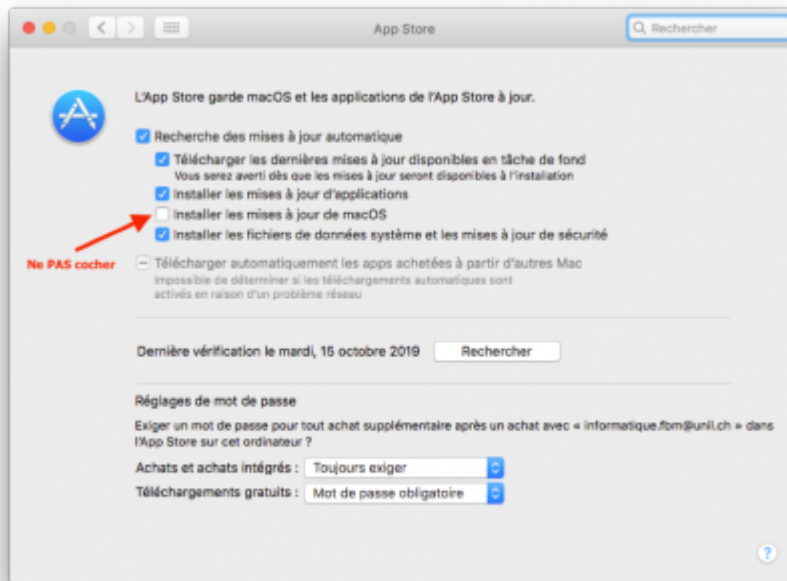 App Store
Rechercher
L'App Store garde macOS et les applications de l'App Store à jour.
Recherche des mises à jour automatique
Télécharger les dernières mises à jour disponibles en tâche de fond
Vous serez averti dès que les mises à jour seront disponibles à l'installation
Installer les mises à jour d'applications
Installer les mises à jour de macOS
Installer les fichiers de données système et les mises à jour de sécurité
Ne PAS cocher
Télécharger automatiquement les apps achetées à partir d'autres Mac
Impossible de déterminer si les téléchargements automatiques sont
activés en raison d'un problème réseau
Dernière vérification le mardi, 15 octobre 2019 Rechercher
Réglages de mot de passe
Exiger un mot de passe pour tout achat supplémentaire après un achat avec « informatique.fbm@unil.ch » dans
l'App Store sur cet ordinateur ?
Achats et achats intégrés : Toujours exiger
Téléchargements gratuits : Mot de passe obligatoire
?